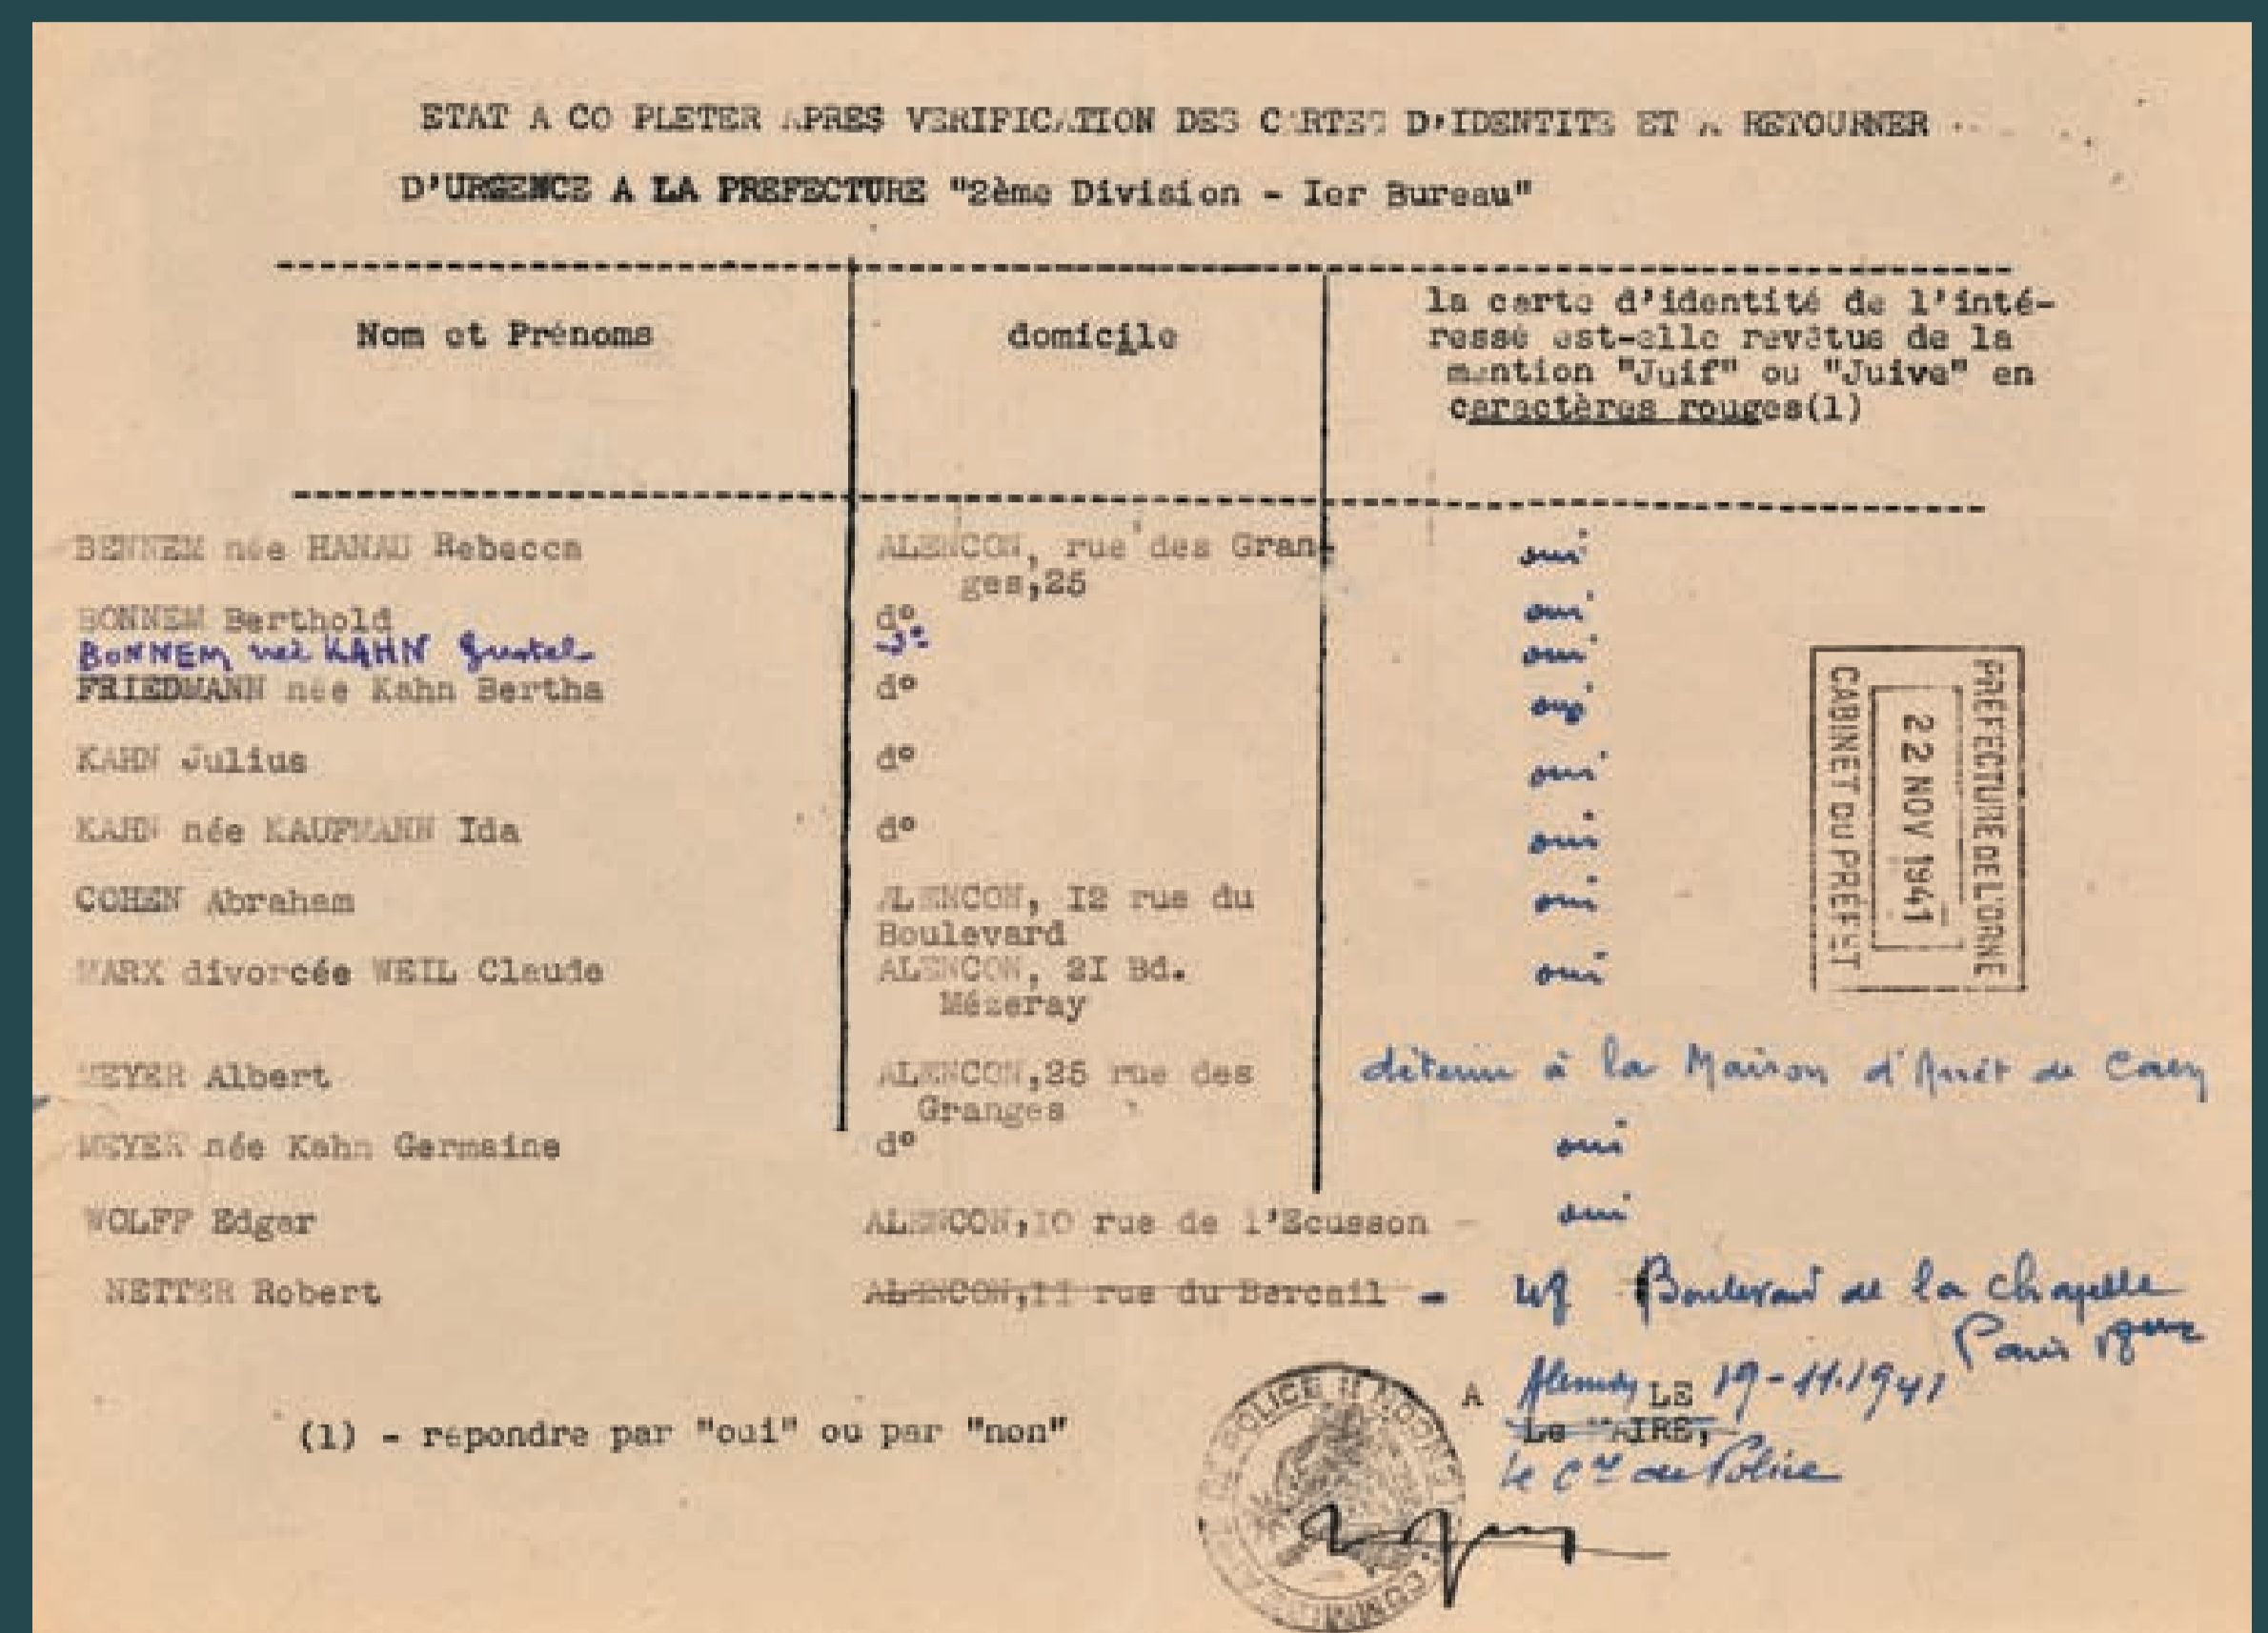 ETAT A CO PLETER APRES VERIFICATION DES CARTES D'IDENTITE ET A RETOURNER
D'URGENCE A LA PREFECTURE "2ème Division - Ier Bureau"
Nom et Prénoms
domicile
la carte d'identité de l'inté-
ressé est-elle revêtus de la
mention "Juif" ou "Juive" en
caractères rouges(1)
BENNEM née HANAU Rebecca ALENCON, rue des Gran- oui
ges,25
BONNEM Berthold d° oui
BONNEM née KAHN Gustel d° oui
FRIEDMANN née Kahn Bertha d° oui
KAHN Julius d° oui
KAHN née KAUFMANN Ida d° oui
COHEN Abraham ALENCON, I2 rue du oui
Boulevard
MARX divorcée WEIL Claude ALENCON, 2I Bd. oui
Mézeray
MEYER Albert ALENCON,25 rue des détenu à la Maison d'Arrêt de Caen
Granges
MEYER née Kahn Germaine d° oui
WOLFF Edgar ALENCON,IO rue de l'Ecusson - oui
NETTER Robert ALENCON,II rue du Bercail - Boulevard de la Chapelle
Paris 18eme
PREFECTURE DE L'ORNE
22 NOV 1941
CABINET DU PREFET
A Alençon LE 19-11.1941
Le MAIRE,
(1) - répondre par "oui" ou par "non"
le Cre de Police